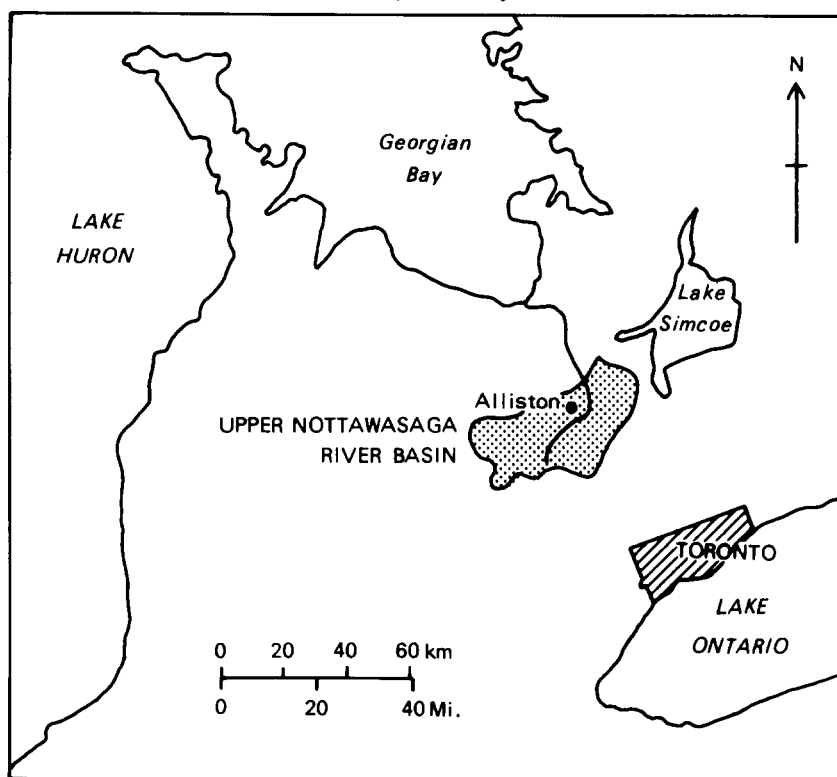 N
Georgian
Bay
LAKE
HURON
Lake
Simcoe
Alliston
UPPER NOTTAWASAGA
RIVER BASIN
TORONTO
LAKE
ONTARIO
0 20 40 60 km
0 20 40 Mi.